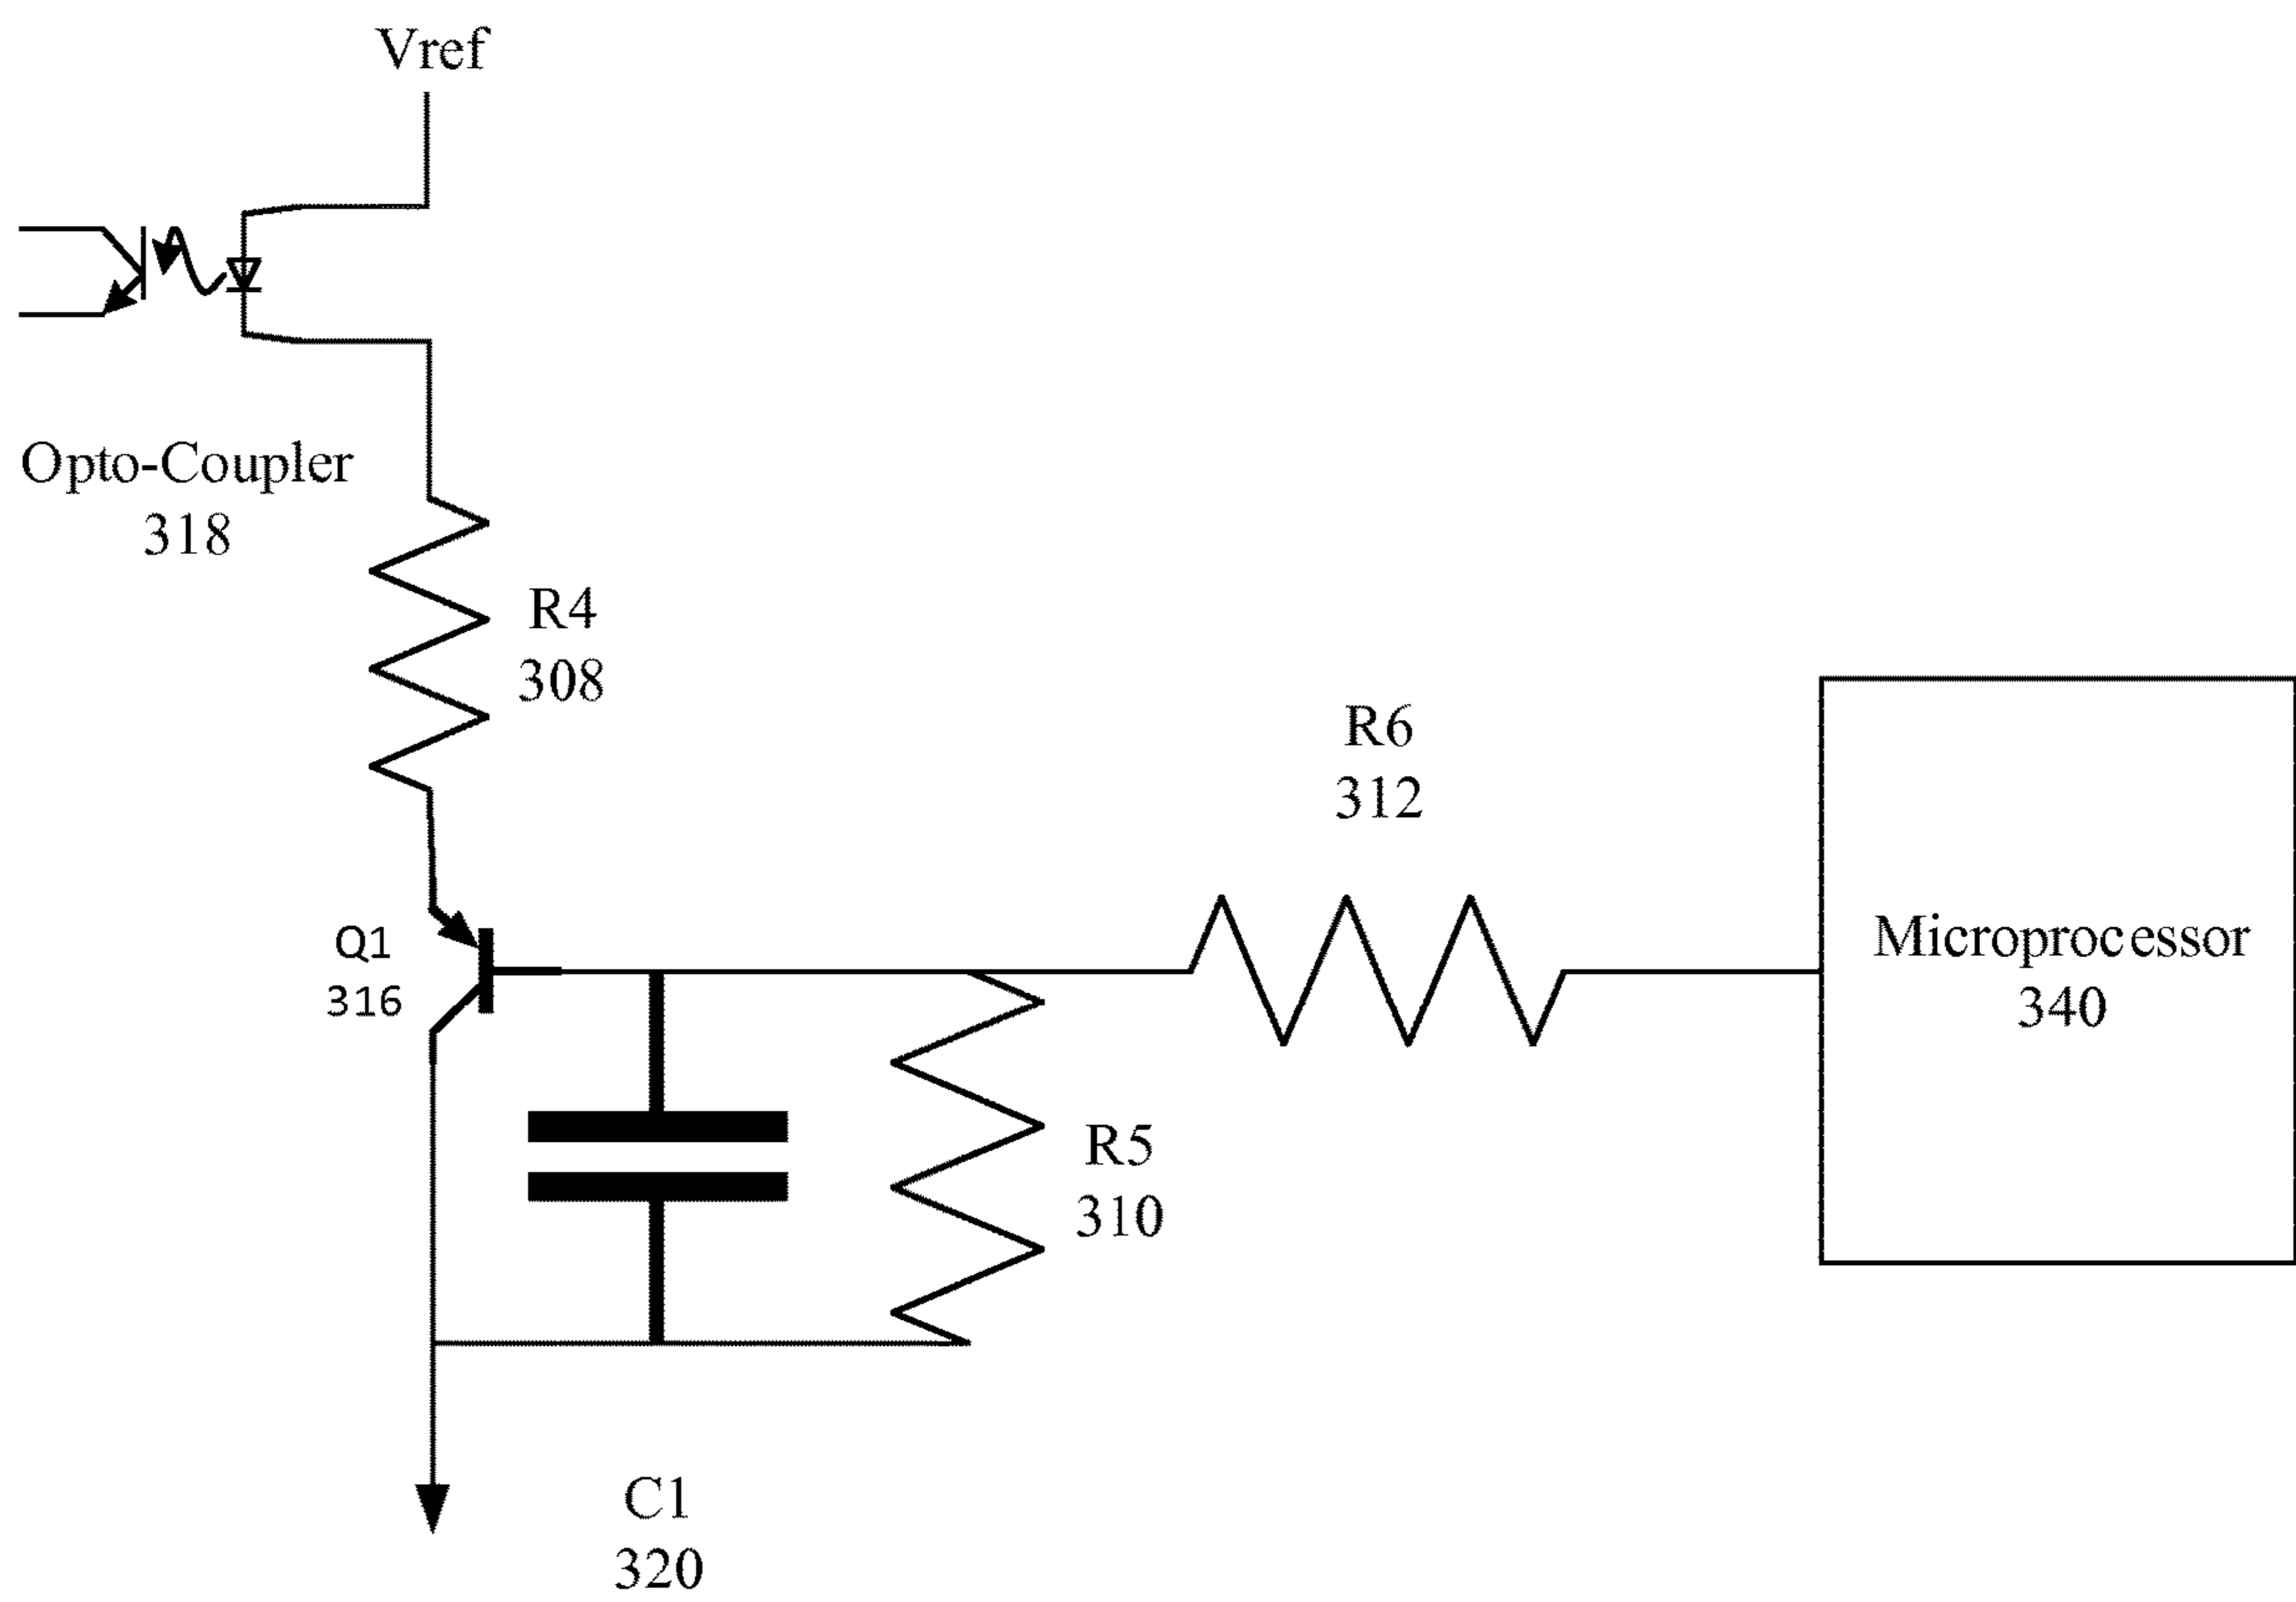 Vref
Opto-Coupler
318
R4
308
R6
312
Q1
316
Microprocessor
340
R5
310
C1
320